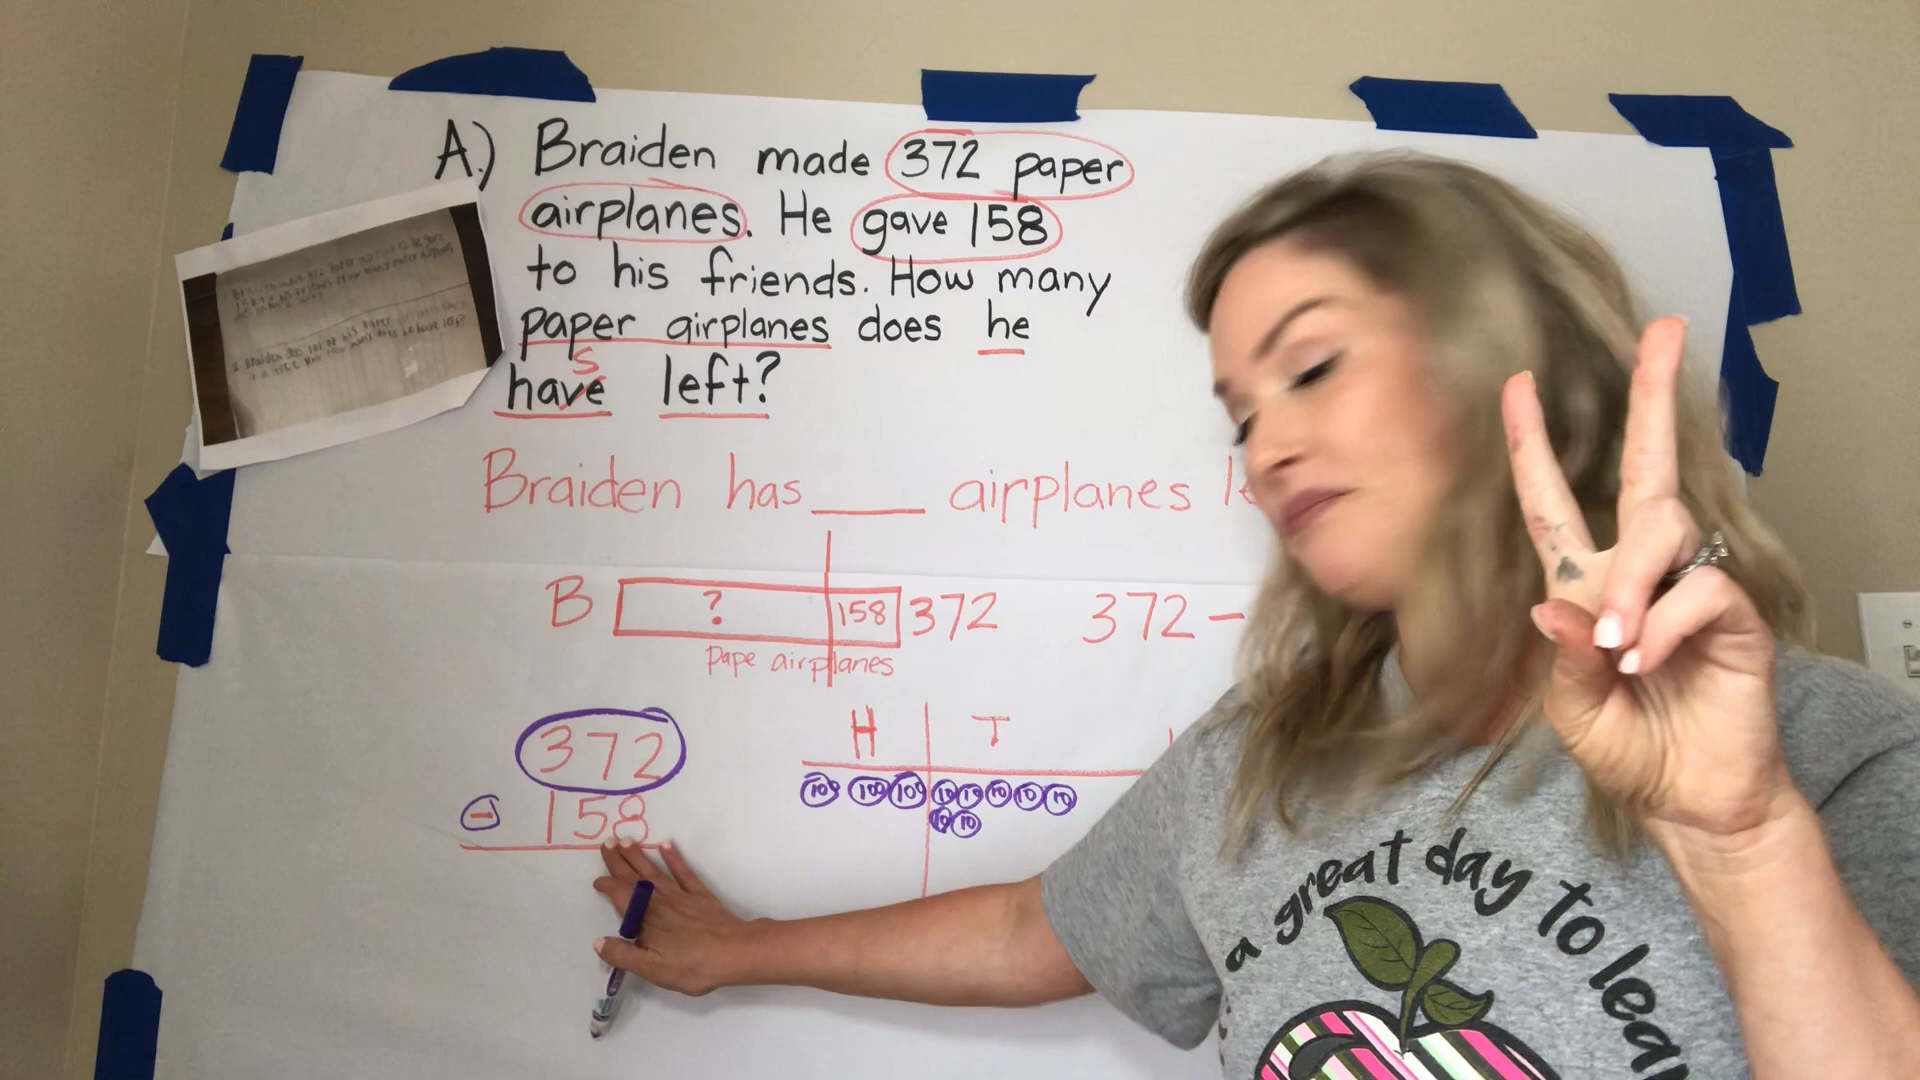 A.) Braiden made 372 paper
airplanes. He gave 158
to his friends. How many
paper airplanes does he
s
have left?
Braiden has ___ airplanes le
B ? 158 372 372 -
pape airplanes
372
- 158
H T
100 100 100 10 10 10 10 10
10 10
a great day to lear